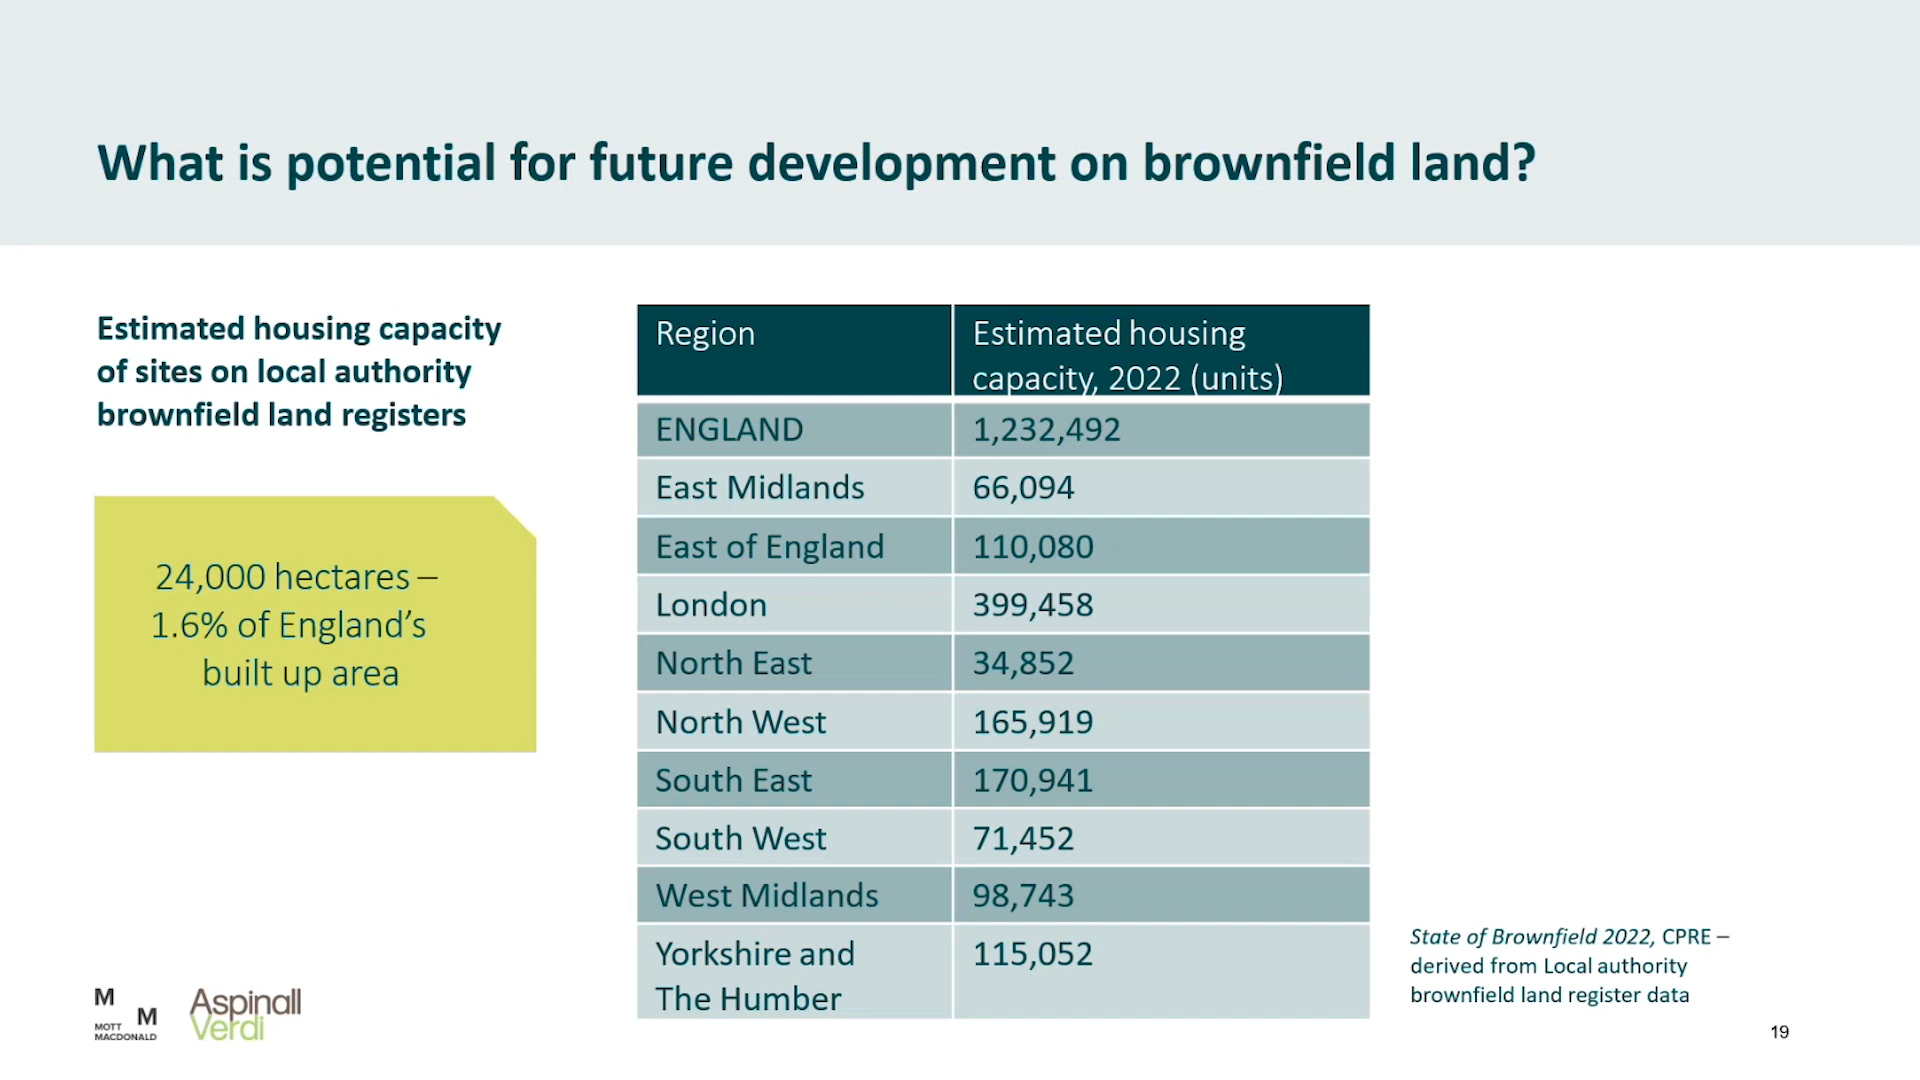 What is potential for future development on brownfield land?
Estimated housing capacity
of sites on local authority
brownfield land registers
24,000 hectares –
1.6% of England’s
built up area
Region
Estimated housing
capacity, 2022 (units)
ENGLAND 1,232,492
East Midlands 66,094
East of England 110,080
London 399,458
North East 34,852
North West 165,919
South East 170,941
South West 71,452
West Midlands 98,743
Yorkshire and 115,052
The Humber
State of Brownfield 2022, CPRE –
derived from Local authority
brownfield land register data
M
M
MOTT
MACDONALD
Aspinall
Verdi
19